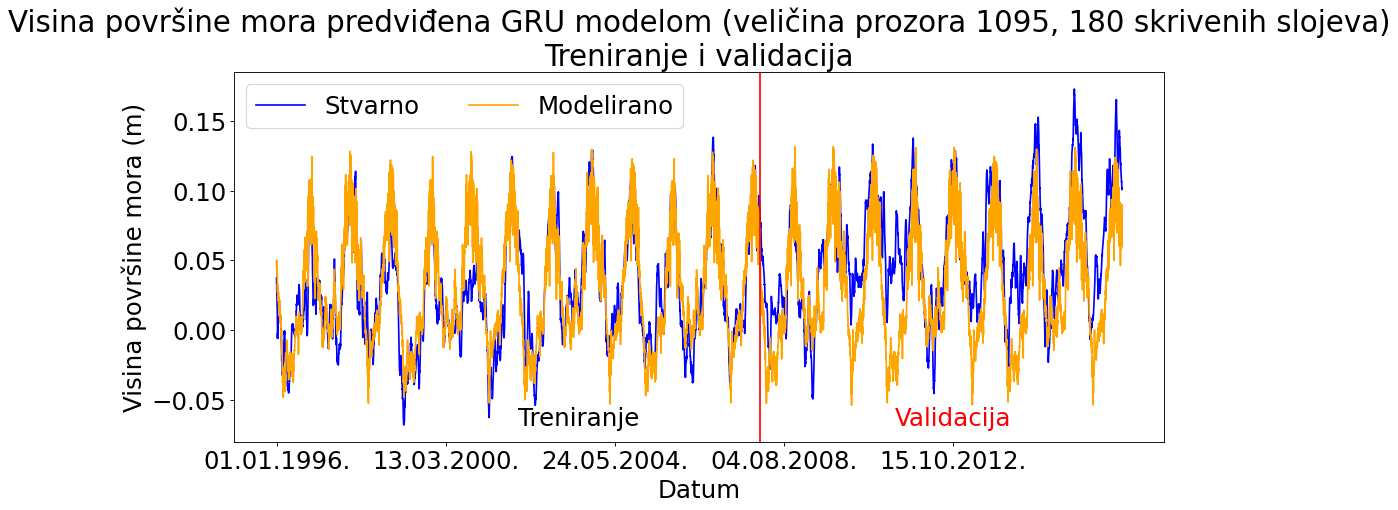 Visina površine mora predviđena GRU modelom (veličina prozora 1095, 180 skrivenih slojeva)
Treniranje i validacija
Stvarno
Modelirano
Visina površine mora (m)
0.15
0.10
0.05
0.00
−0.05
Treniranje
Validacija
01.01.1996.
13.03.2000.
24.05.2004.
04.08.2008.
15.10.2012.
Datum